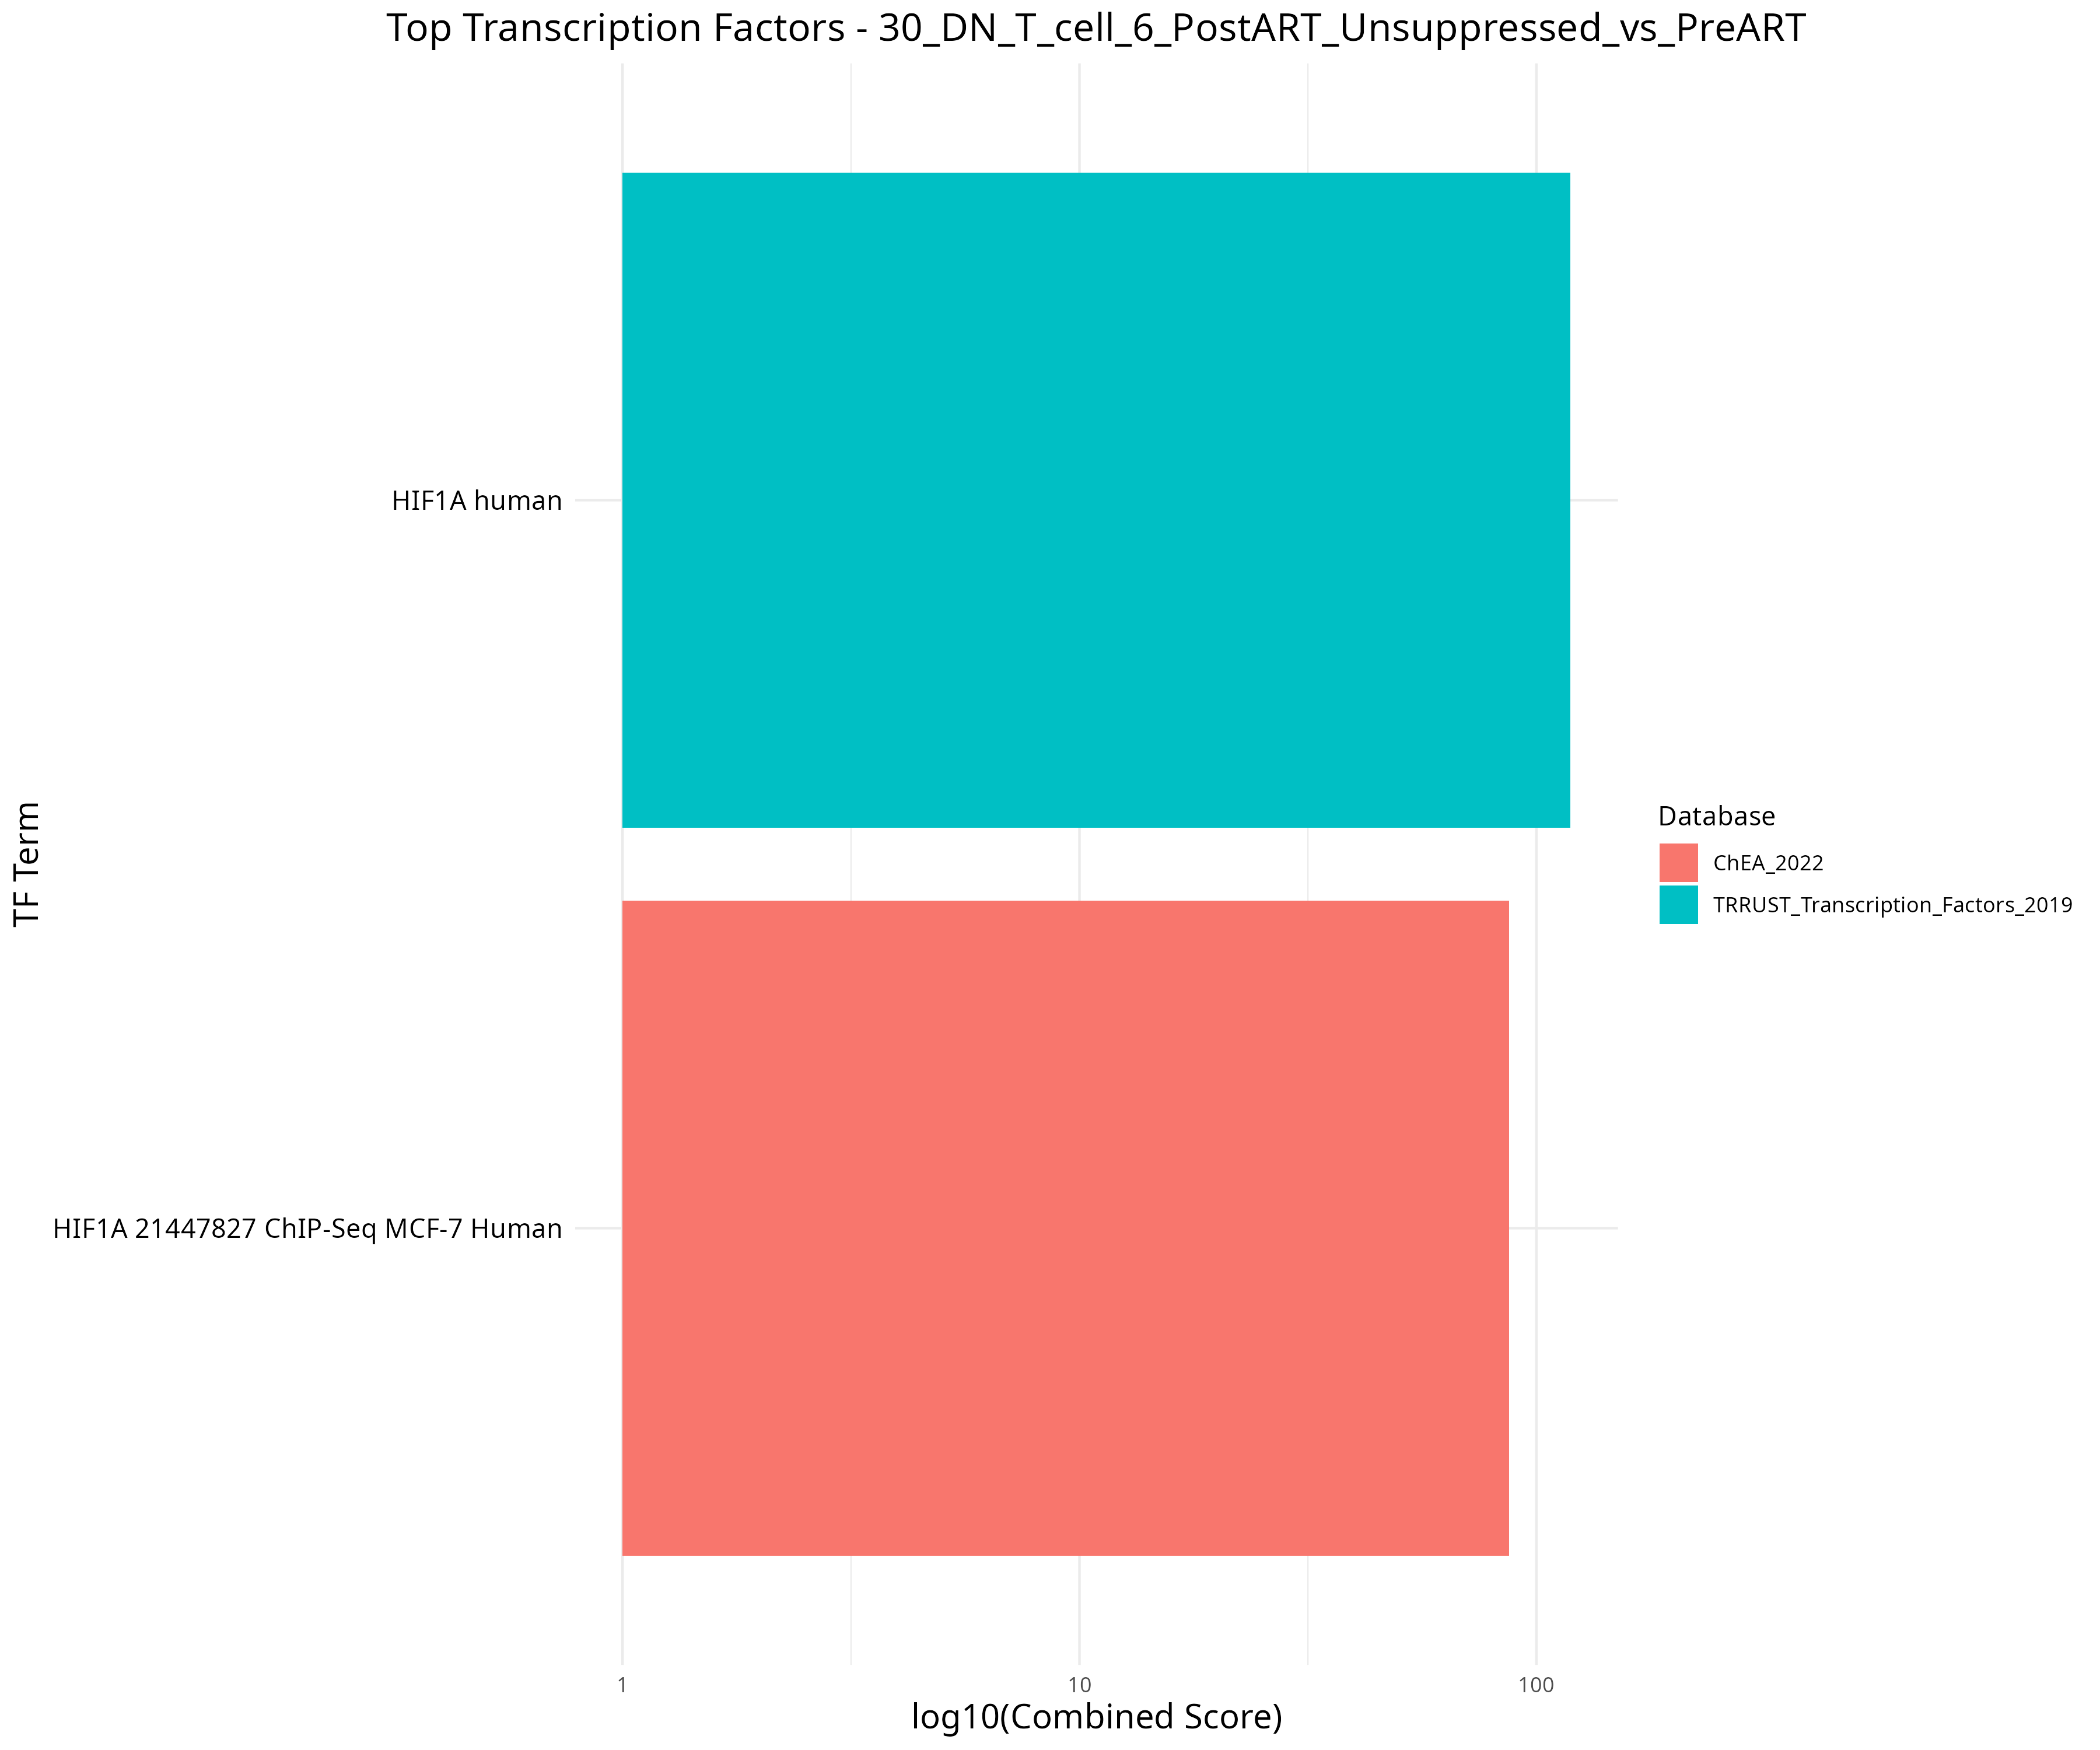 Top Transcription Factors - 30_DN_T_cell_6_PostART_Unsuppressed_vs_PreART
TF Term
HIF1A human
HIF1A 21447827 ChIP-Seq MCF-7 Human
1
10
100
log10(Combined Score)
Database
ChEA_2022
TRRUST_Transcription_Factors_2019